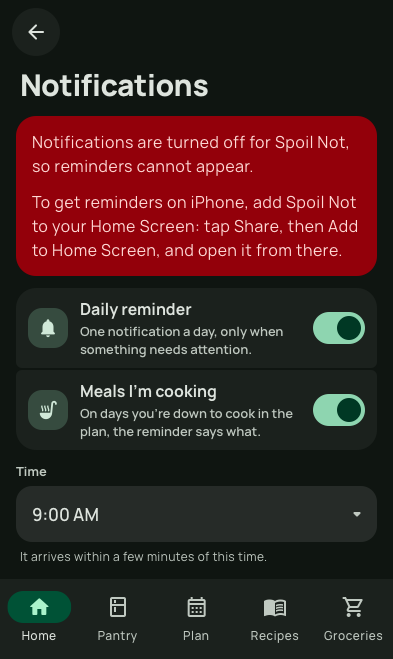 Notifications
Notifications are turned off for Spoil Not,
so reminders cannot appear.
To get reminders on iPhone, add Spoil Not
to your Home Screen: tap Share, then Add
to Home Screen, and open it from there.
Daily reminder
One notification a day, only when
something needs attention.
Meals I'm cooking
On days you're down to cook in the
plan, the reminder says what.
Time
9:00 AM
It arrives within a few minutes of this time.
Home
Pantry
Plan
Recipes
Groceries